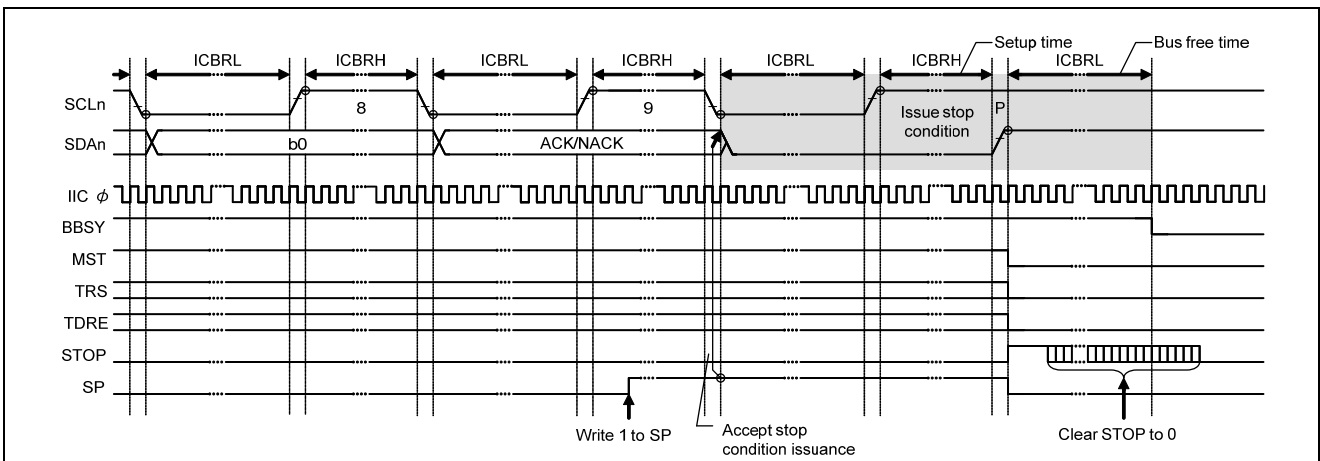 Setup time
Bus free time
ICBRL ICBRH ICBRL ICBRH ICBRL ICBRH ICBRL
SCLn 8 9 Issue stop condition P
SDAn b0 ACK/NACK
IIC ϕ
BBSY
MST
TRS
TDRE
STOP
SP
Write 1 to SP
Accept stop
condition issuance
Clear STOP to 0